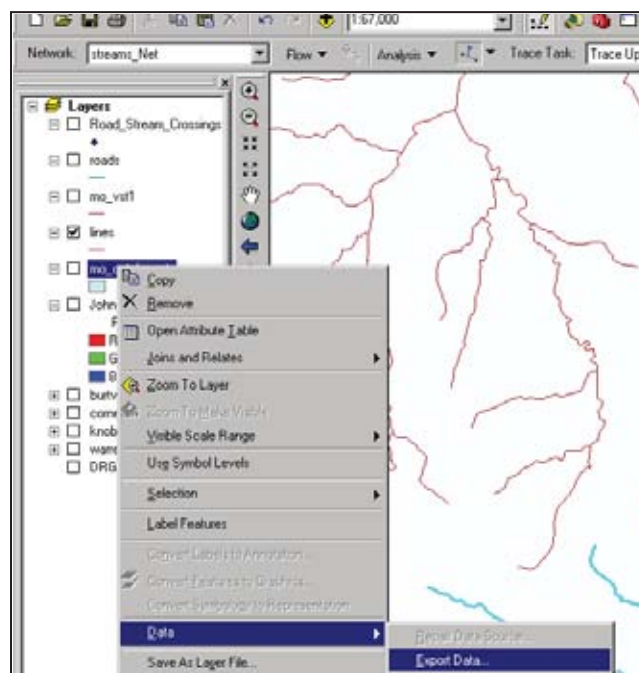 1:67,000
Network: streams_Net Flow Analysis Trace Task: Trace Up
Layers
Road_Stream_Crossings
roads
mo_vst1
lines
Copy
Remove
John
Open Attribute Table
Joins and Relates
Zoom To Layer
Zoom To Make Visible
Visible Scale Range
Use Symbol Levels
knob
DRG
Selection
Label Features
Convert Labels to Annotation...
Convert Features to Graphics...
Convert Symbology to Representation
Data
Repair Data Source...
Save As Layer File...
Export Data...